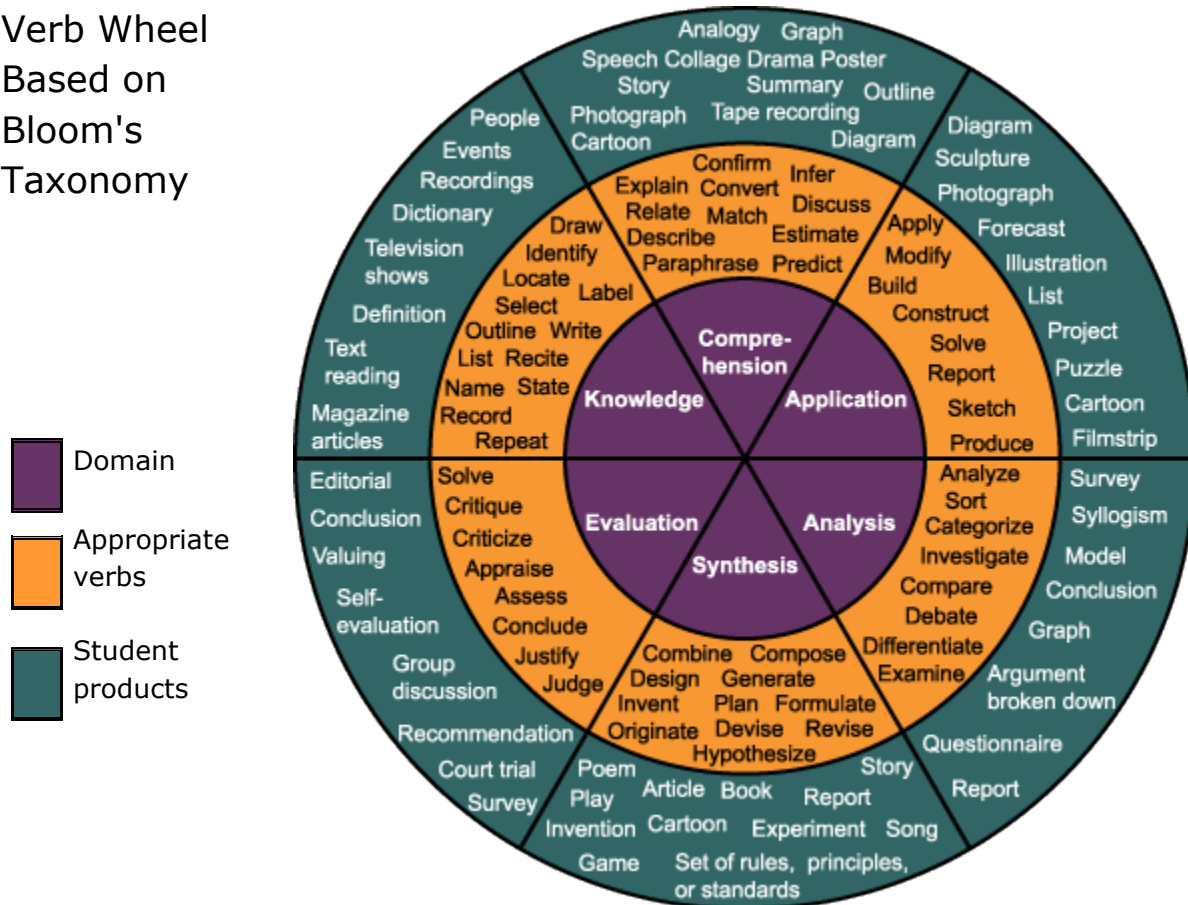 Verb Wheel
Based on
Bloom's
Taxonomy
Domain
Appropriate
verbs
Student
products
Knowledge
Compre-
hension
Application
Analysis
Synthesis
Evaluation
Draw
Identify
Locate
Select Label
Outline Write
List Recite
Name State
Record
Repeat
Confirm Infer
Explain Convert Discuss
Relate Match
Describe Estimate
Paraphrase Predict
Apply
Modify
Build
Construct
Solve
Report
Sketch
Produce
Analyze
Sort
Categorize
Investigate
Compare
Debate
Differentiate
Examine
Combine Compose
Design Generate
Invent Plan Formulate
Originate Devise Revise
Hypothesize
Solve
Critique
Criticize
Appraise
Assess
Conclude
Justify
Judge
People
Events
Recordings
Dictionary
Television
shows
Definition
Text
reading
Magazine
articles
Analogy Graph
Speech Collage Drama Poster
Story Summary Outline
Photograph Tape recording
Cartoon Diagram
Diagram
Sculpture
Photograph
Forecast
Illustration
List
Project
Puzzle
Cartoon
Filmstrip
Survey
Syllogism
Model
Conclusion
Graph
Argument
broken down
Questionnaire
Report
Poem Story
Play Article Book Report
Invention Cartoon Experiment Song
Game Set of rules, principles,
or standards
Editorial
Conclusion
Valuing
Self-
evaluation
Group
discussion
Recommendation
Court trial
Survey